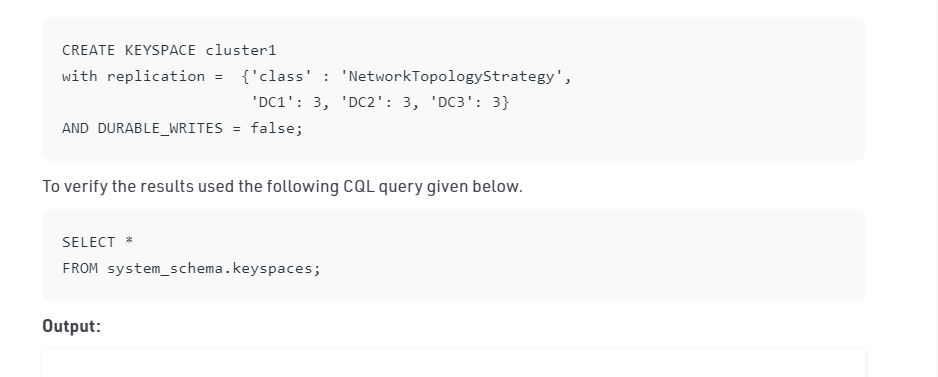 CREATE KEYSPACE cluster1
with replication =  {'class' : 'NetworkTopologyStrategy',
'DC1': 3, 'DC2': 3, 'DC3': 3}
AND DURABLE_WRITES = false;
To verify the results used the following CQL query given below.
SELECT *
FROM system_schema.keyspaces;
Output: